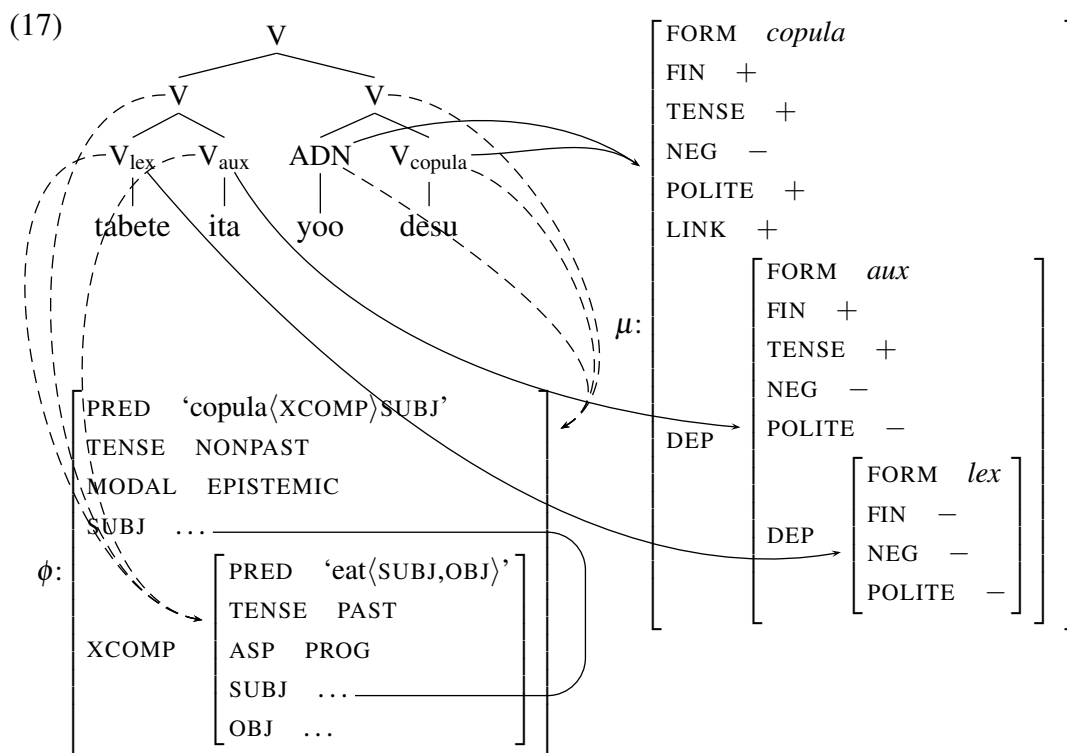 (17)
V
V V
V_lex V_aux ADN V_copula
tabete ita yoo desu
μ:
FORM copula
FIN +
TENSE +
NEG −
POLITE +
LINK +
DEP
FORM aux
FIN +
TENSE +
NEG −
POLITE −
DEP
FORM lex
FIN −
NEG −
POLITE −
ϕ:
PRED ‘copula⟨XCOMP⟩SUBJ’
TENSE NONPAST
MODAL EPISTEMIC
SUBJ ...
XCOMP
PRED ‘eat⟨SUBJ,OBJ⟩’
TENSE PAST
ASP PROG
SUBJ ...
OBJ ...